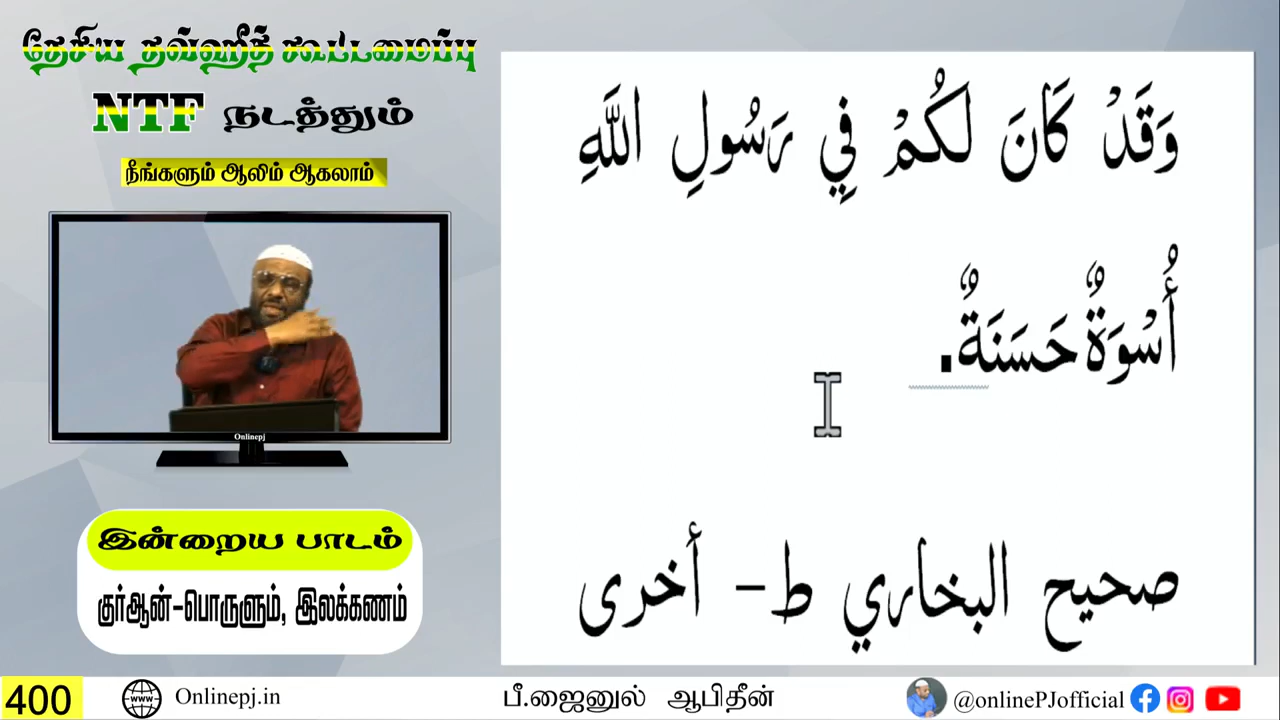 தேசிய தவ்ஹீத் கூட்டமைப்பு
NTF நடத்தும்
நீங்களும் ஆலிம் ஆகலாம்
Onlinepj
இன்றைய பாடம்
குர்ஆன்-பொருளும், இலக்கணம்
وَقَدْ كَانَ لَكُمْ فِي رَسُولِ اللَّهِ
أُسْوَةٌ حَسَنَةٌ.
صحيح البخاري ط- أخرى
400
www
Onlinepj.in
பீ.ஜைனுல் ஆபிதீன்
@onlinePJofficial